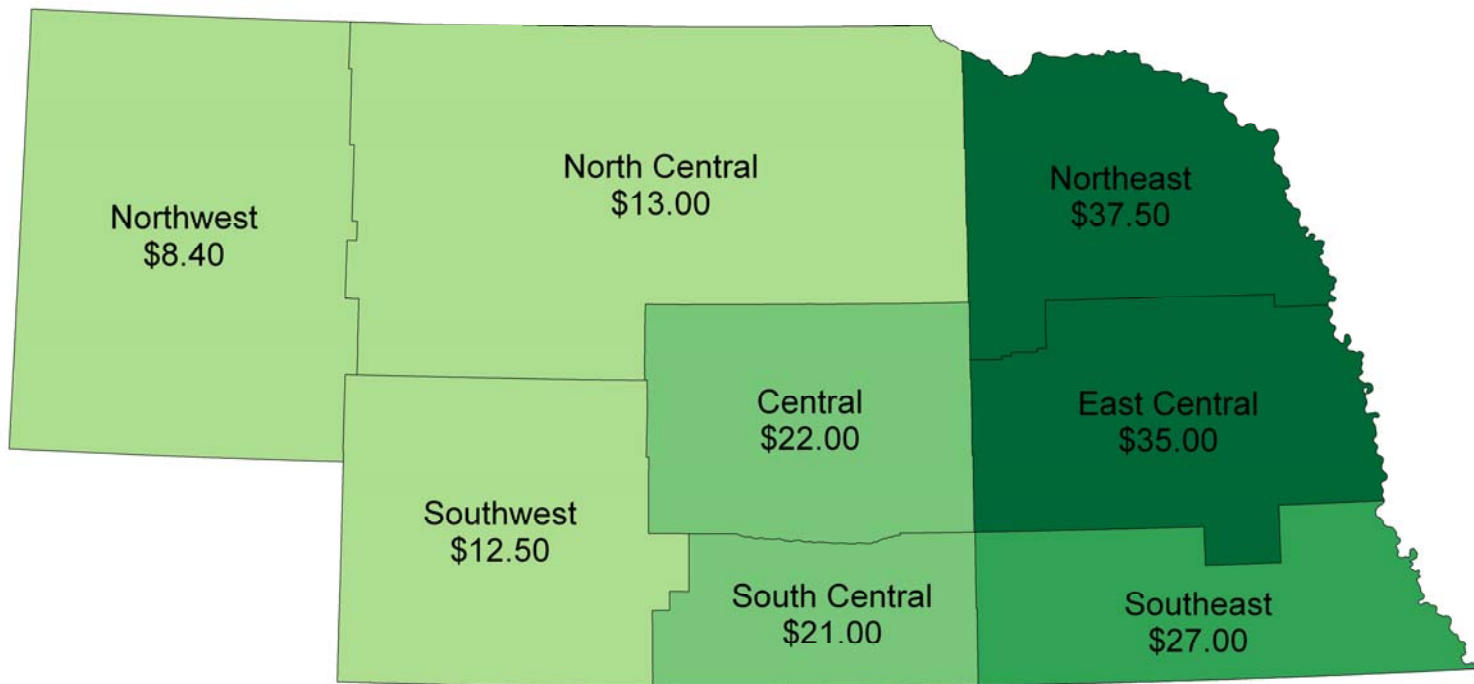 Northwest
$8.40
North Central
$13.00
Northeast
$37.50
Central
$22.00
East Central
$35.00
Southwest
$12.50
South Central
$21.00
Southeast
$27.00